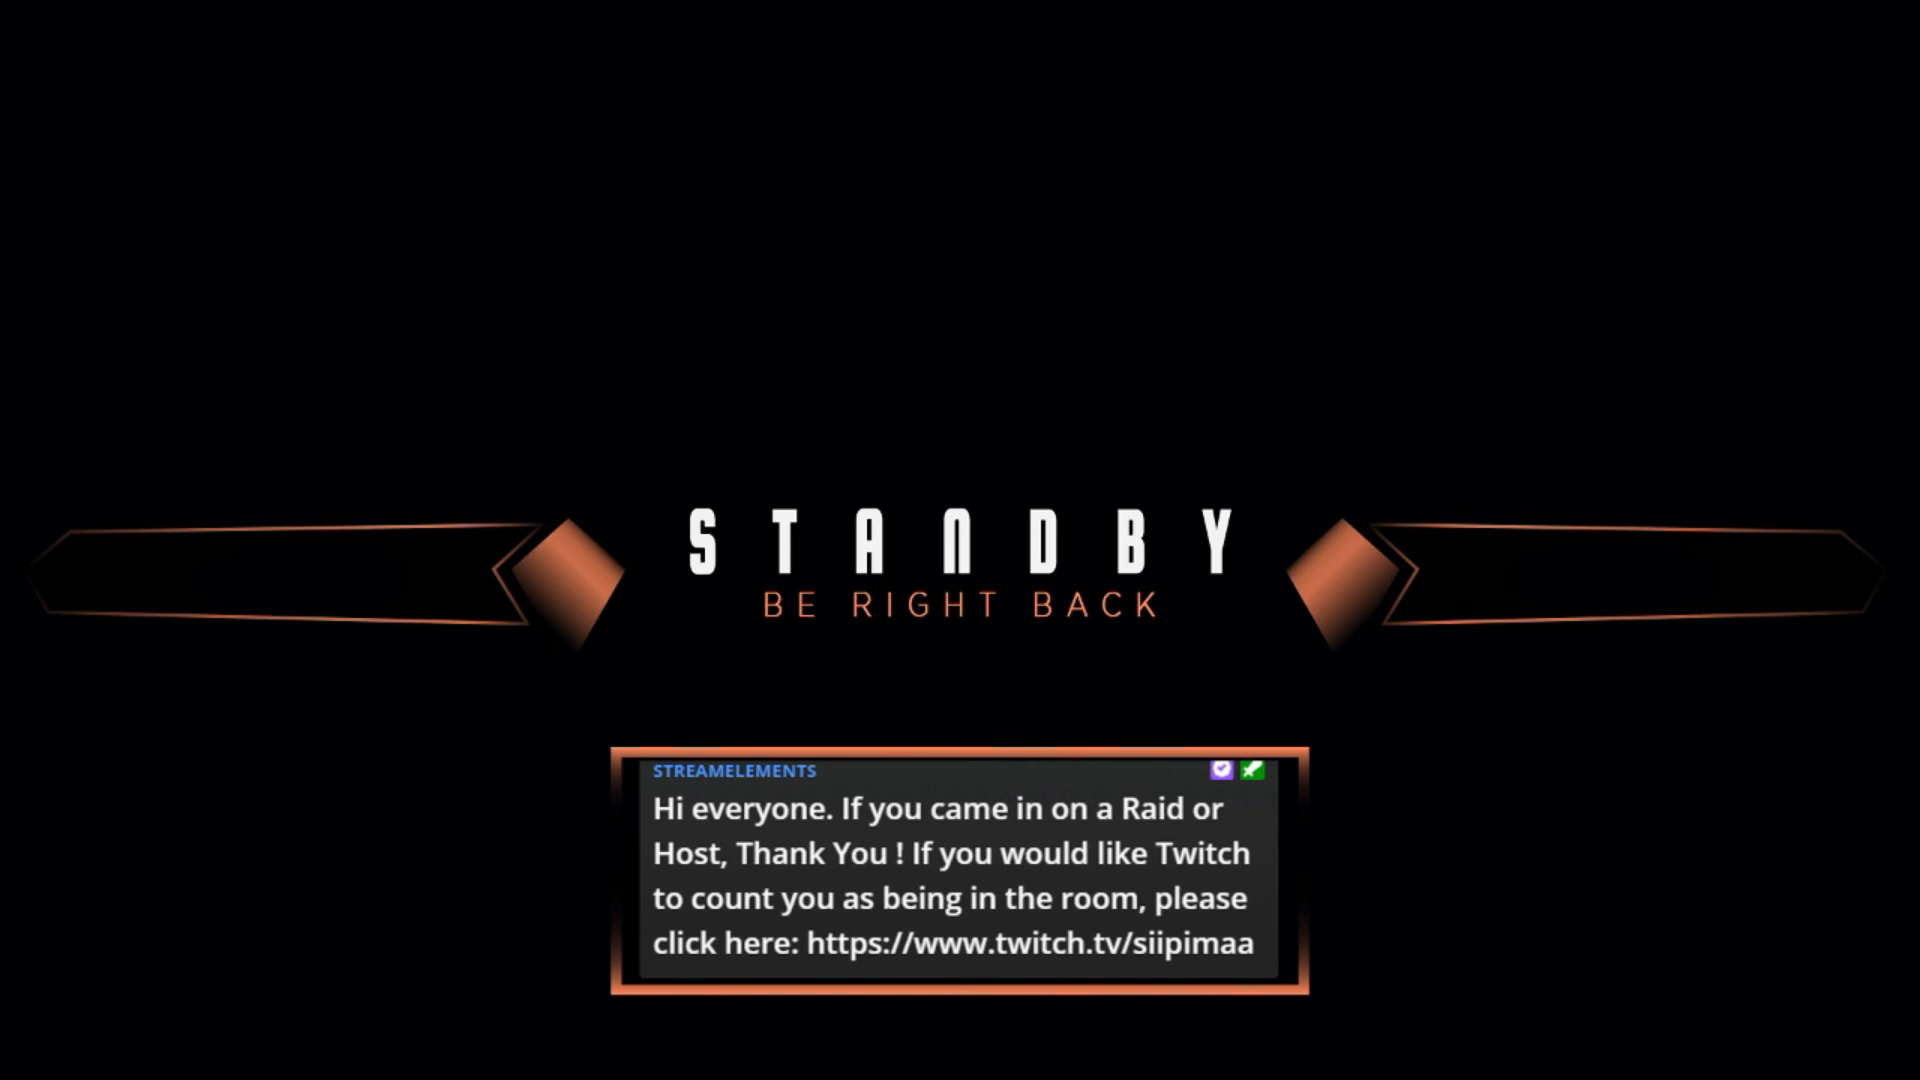 STANDBY
BE RIGHT BACK
STREAMELEMENTS
Hi everyone. If you came in on a Raid or
Host, Thank You ! If you would like Twitch
to count you as being in the room, please
click here: https://www.twitch.tv/siipimaa